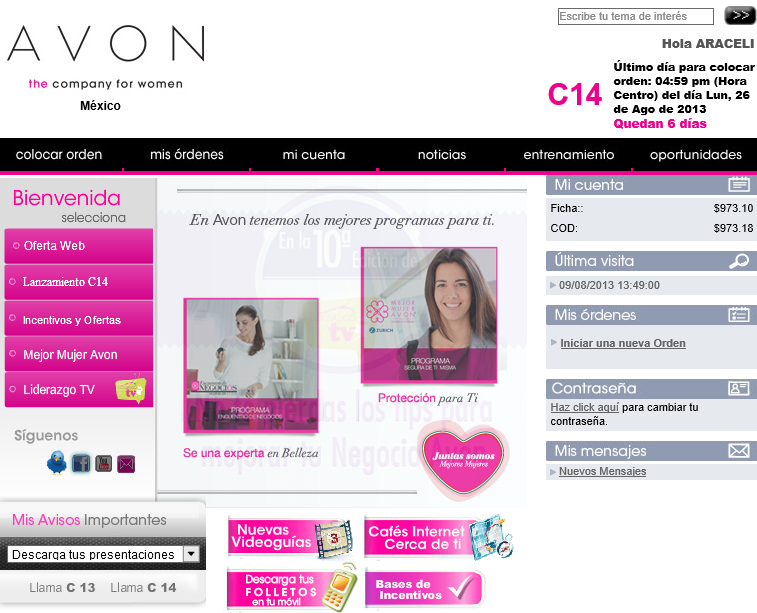 Escribe tu tema de interés
>>
AVON
the company for women
México
Hola ARACELI
C14
Último día para colocar
orden: 04:59 pm (Hora
Centro) del día Lun, 26
de Ago de 2013
Quedan 6 días
colocar orden
mis órdenes
mi cuenta
noticias
entrenamiento
oportunidades
Bienvenida
selecciona
Oferta Web
Lanzamiento C14
Incentivos y Ofertas
Mejor Mujer Avon
Liderazgo TV
tv
Síguenos
En Avon tenemos los mejores programas para ti.
En la 10ª
Edición de
tv
NEGOCIOS
PROGRAMA
ENCUENTRO DE NEGOCIOS
Se una experta en Belleza
MEJOR
MUJER
AVON
ZURICH
PROGRAMA
SEGURA DE TI MISMA
Protección para Ti
los tips para
mejorar tu Negocio Avon
Juntas somos
Mejores Mujeres
Mi cuenta
Ficha:: $973.10
COD: $973.18
Última visita
09/08/2013 13:49:00
Mis órdenes
Iniciar una nueva Orden
Contraseña
Haz click aquí para cambiar tu
contraseña.
Mis mensajes
Nuevos Mensajes
Mis Avisos Importantes
Descarga tus presentaciones
Llama C 13 Llama C 14
Nuevas
Videoguías
3
Cafés Internet
Cerca de ti
Descarga tus
FOLLETOS
en tu móvil
Bases de
Incentivos